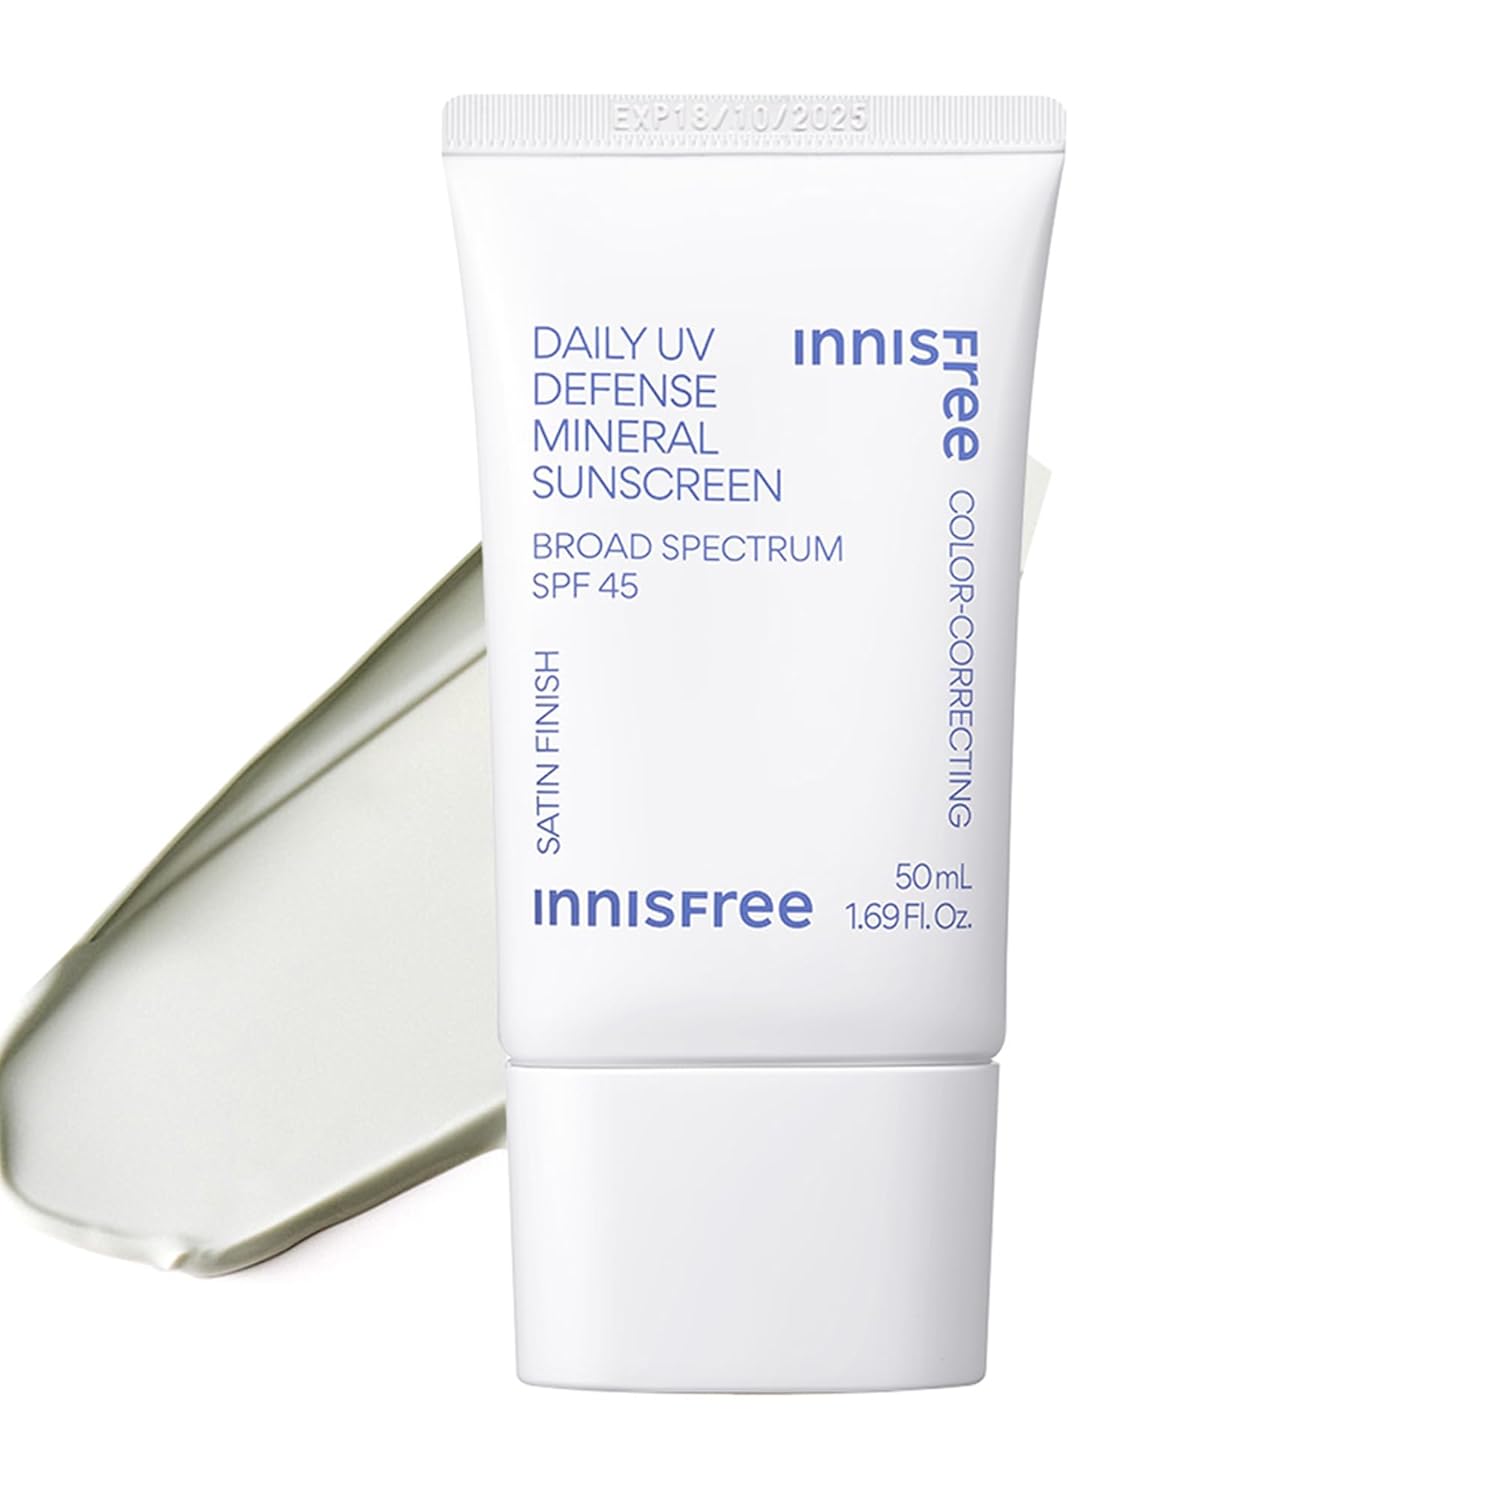 EXP18/10/2025
DAILY UV
DEFENSE
MINERAL
SUNSCREEN
BROAD SPECTRUM
SPF 45
INNISFree
COLOR-CORRECTING
SATIN FINISH
INNISFree
50mL
1.69 Fl. Oz.